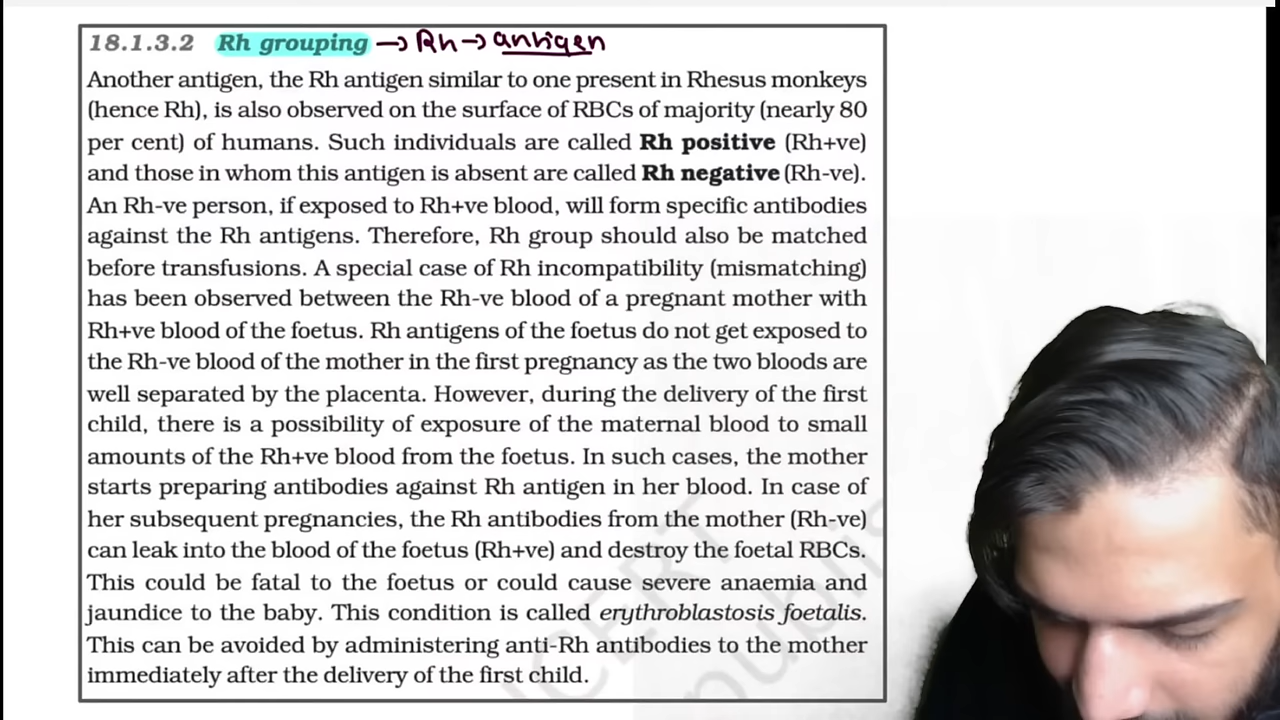 18.1.3.2 Rh grouping → Rh → antigen
Another antigen, the Rh antigen similar to one present in Rhesus monkeys
(hence Rh), is also observed on the surface of RBCs of majority (nearly 80
per cent) of humans. Such individuals are called Rh positive (Rh+ve)
and those in whom this antigen is absent are called Rh negative (Rh-ve).
An Rh-ve person, if exposed to Rh+ve blood, will form specific antibodies
against the Rh antigens. Therefore, Rh group should also be matched
before transfusions. A special case of Rh incompatibility (mismatching)
has been observed between the Rh-ve blood of a pregnant mother with
Rh+ve blood of the foetus. Rh antigens of the foetus do not get exposed to
the Rh-ve blood of the mother in the first pregnancy as the two bloods are
well separated by the placenta. However, during the delivery of the first
child, there is a possibility of exposure of the maternal blood to small
amounts of the Rh+ve blood from the foetus. In such cases, the mother
starts preparing antibodies against Rh antigen in her blood. In case of
her subsequent pregnancies, the Rh antibodies from the mother (Rh-ve)
can leak into the blood of the foetus (Rh+ve) and destroy the foetal RBCs.
This could be fatal to the foetus or could cause severe anaemia and
jaundice to the baby. This condition is called erythroblastosis foetalis.
This can be avoided by administering anti-Rh antibodies to the mother
immediately after the delivery of the first child.